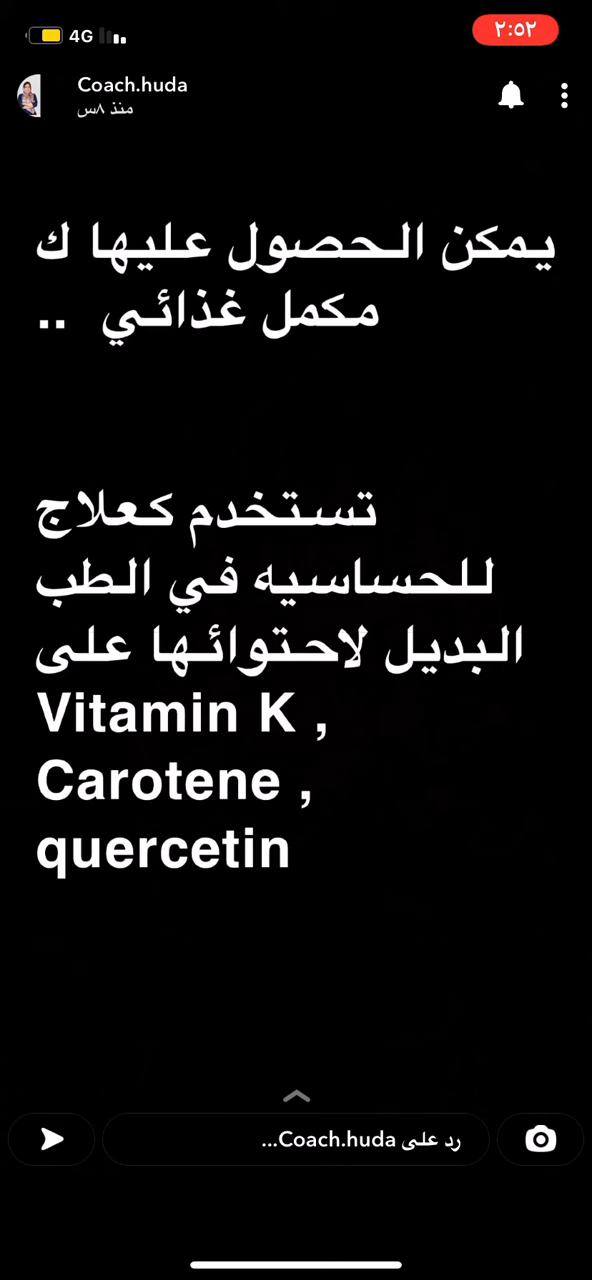 4G
٢:٥٢
Coach.huda
منذ ٨س
يمكن الحصول عليها ك
مكمل غذائي ..
تستخدم كعلاج
للحساسيه في الطب
البديل لاحتوائها على
Vitamin K ,
Carotene ,
quercetin
رد على Coach.huda...